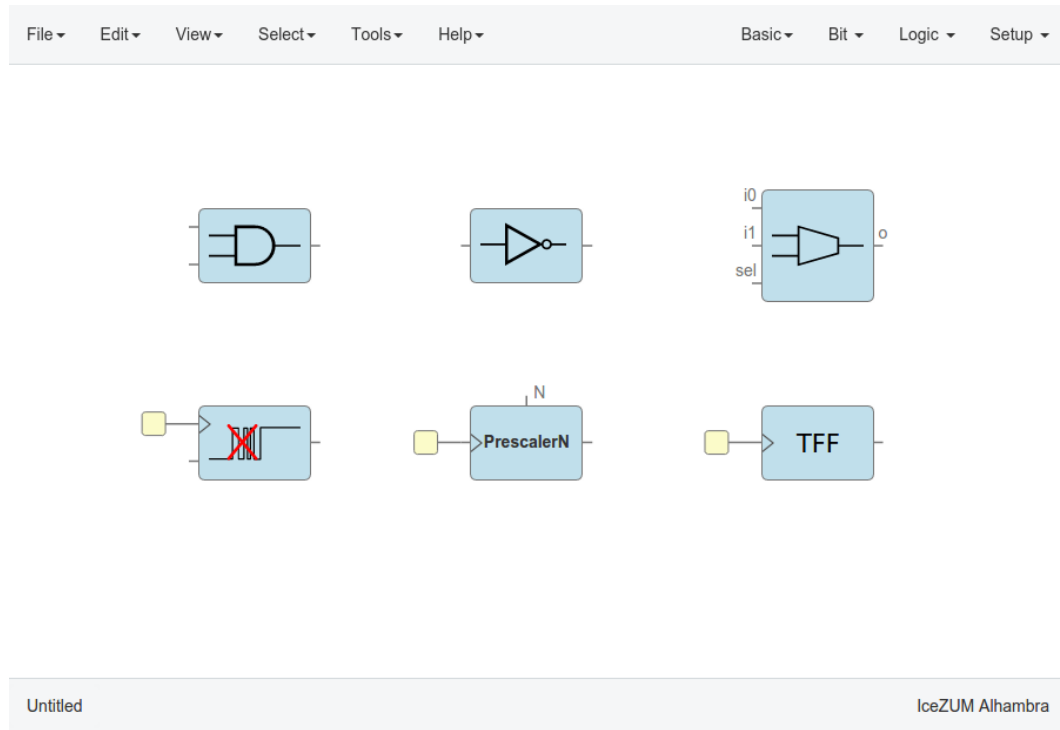 File Edit View Select Tools Help Basic Bit Logic Setup
i0
i1 o
sel
N
PrescalerN TFF
Untitled IceZUM Alhambra